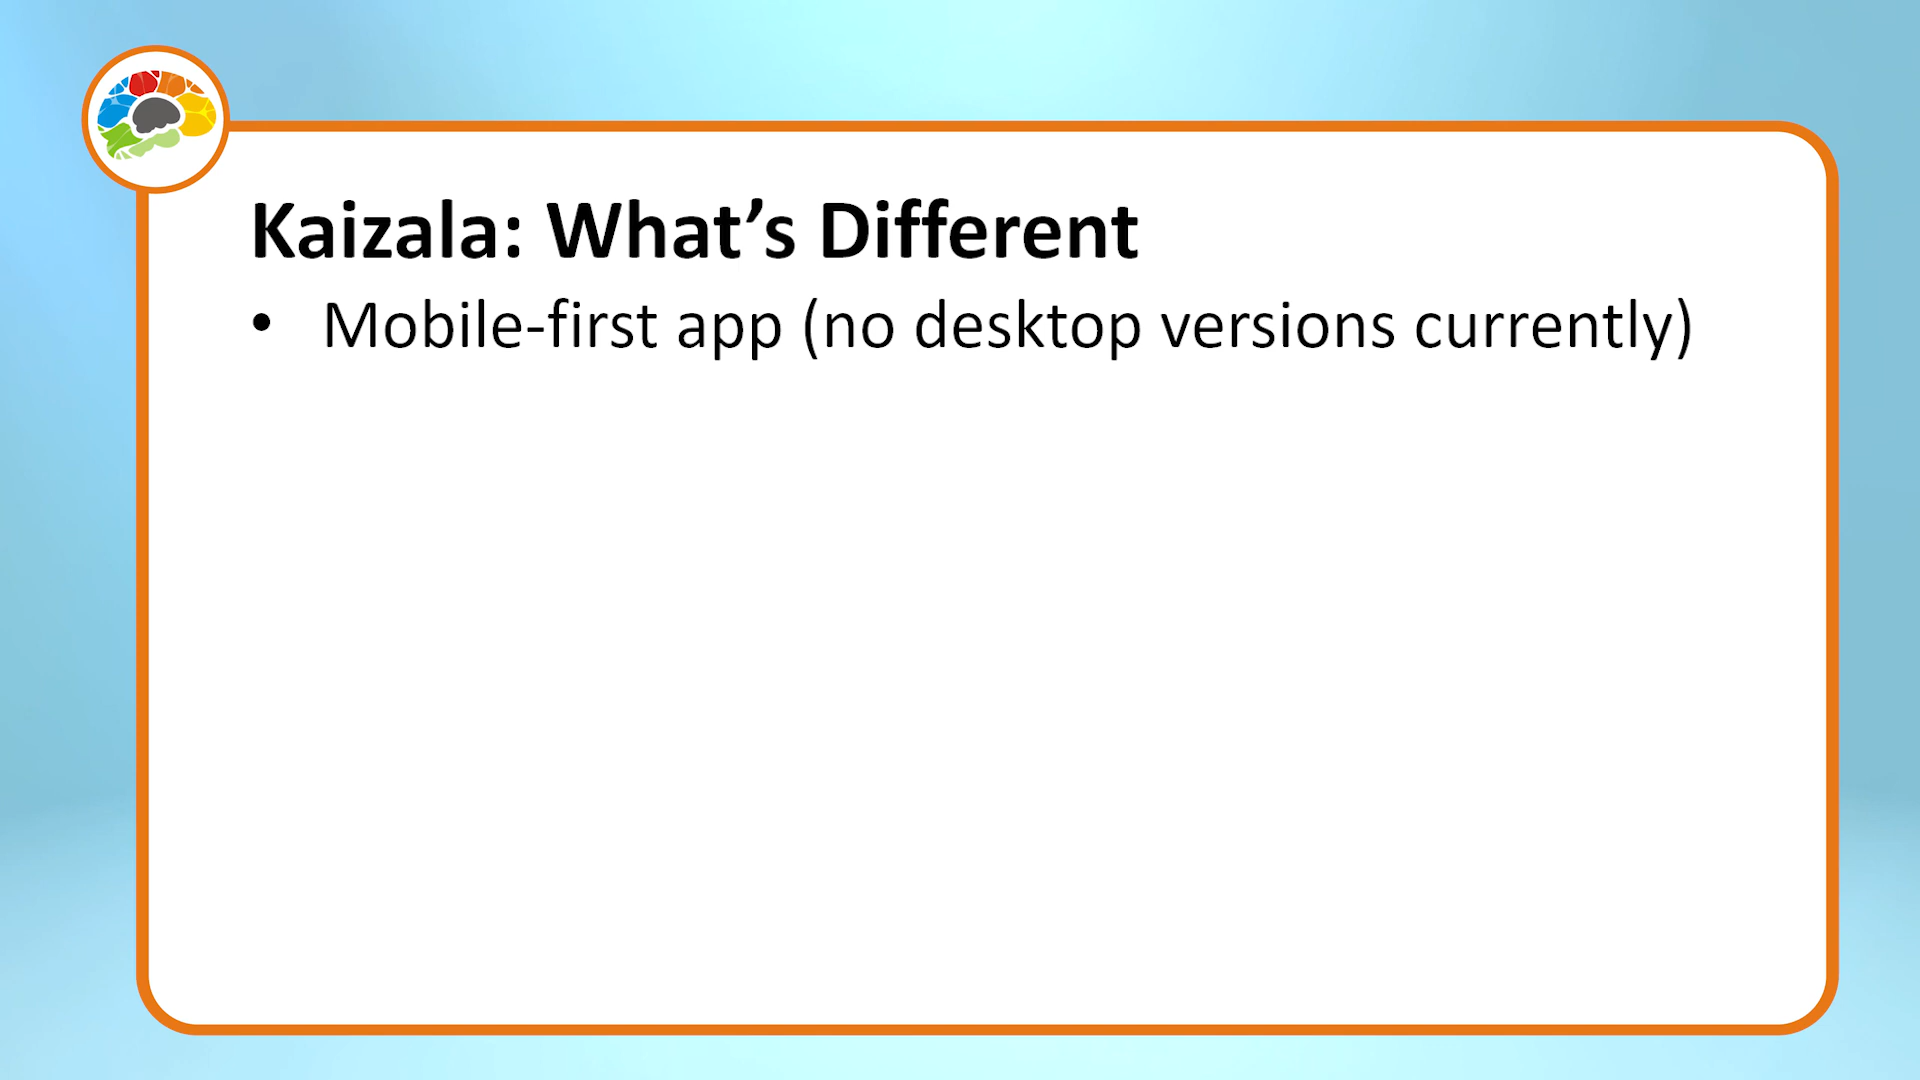 Kaizala: What’s Different
• Mobile-first app (no desktop versions currently)